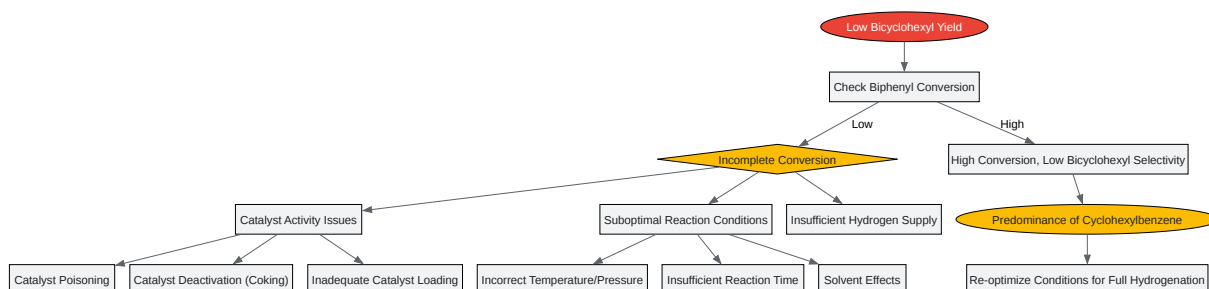 Low Bicyclohexyl Yield
Check Biphenyl Conversion
Low
High
Incomplete Conversion
High Conversion, Low Bicyclohexyl Selectivity
Catalyst Activity Issues
Suboptimal Reaction Conditions
Insufficient Hydrogen Supply
Predominance of Cyclohexylbenzene
Catalyst Poisoning
Catalyst Deactivation (Coking)
Inadequate Catalyst Loading
Incorrect Temperature/Pressure
Insufficient Reaction Time
Solvent Effects
Re-optimize Conditions for Full Hydrogenation